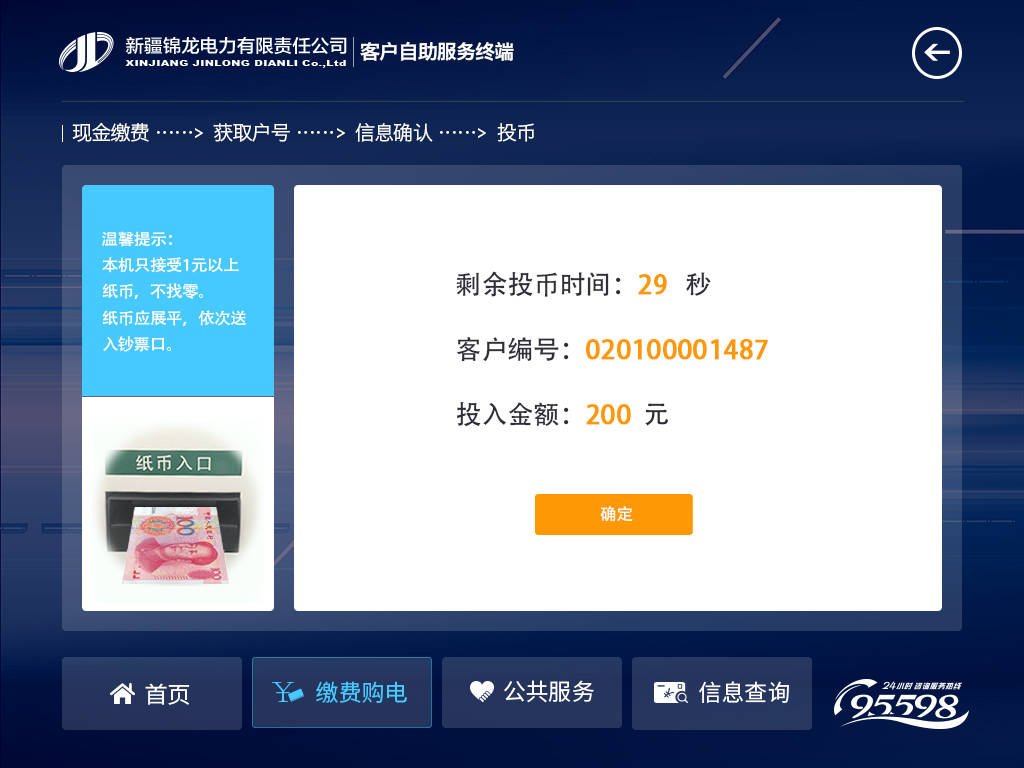 新疆锦龙电力有限责任公司
XINJIANG JINLONG DIANLI Co.,Ltd
客户自助服务终端
现金缴费 ······> 获取户号 ······> 信息确认 ······> 投币
温馨提示：
本机只接受1元以上
纸币，不找零。
纸币应展平，依次送
入钞票口。
纸币入口
100
100
剩余投币时间：29 秒
客户编号：020100001487
投入金额：200 元
确定
首页
缴费购电
公共服务
信息查询
24小时 咨询服务热线
95598